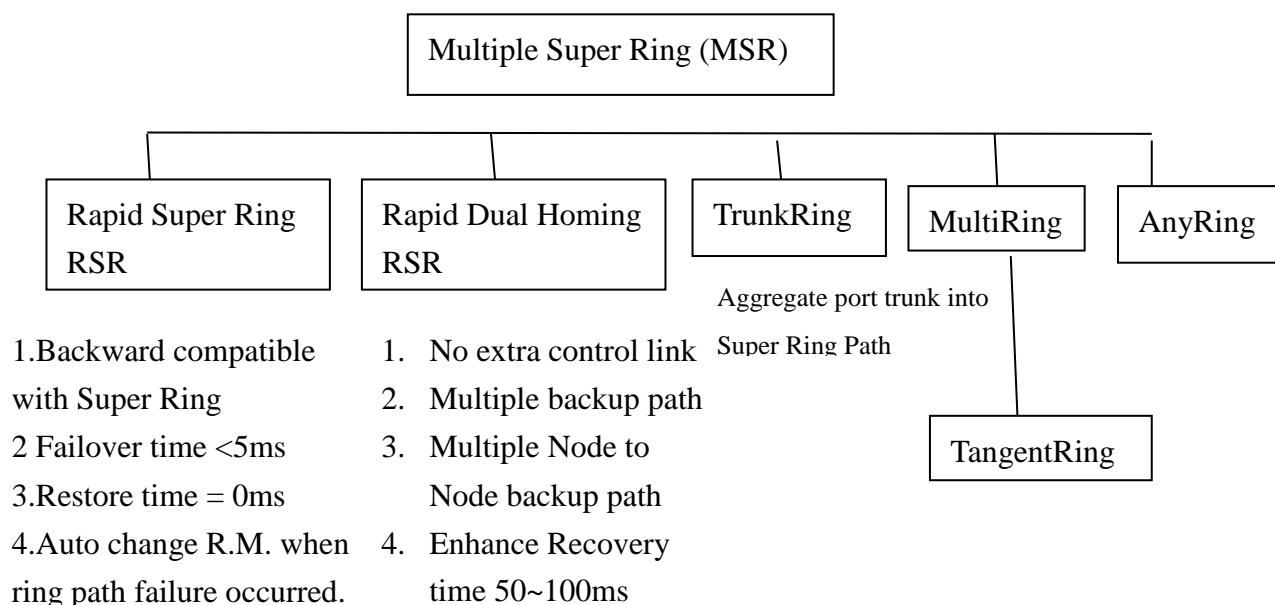 Multiple Super Ring (MSR)
Rapid Super Ring
RSR
Rapid Dual Homing
RSR
TrunkRing
MultiRing
AnyRing
Aggregate port trunk into
Super Ring Path
1.Backward compatible
with Super Ring
2 Failover time <5ms
3.Restore time = 0ms
4.Auto change R.M. when
ring path failure occurred.
1. No extra control link
2. Multiple backup path
3. Multiple Node to
Node backup path
4. Enhance Recovery
time 50~100ms
TangentRing